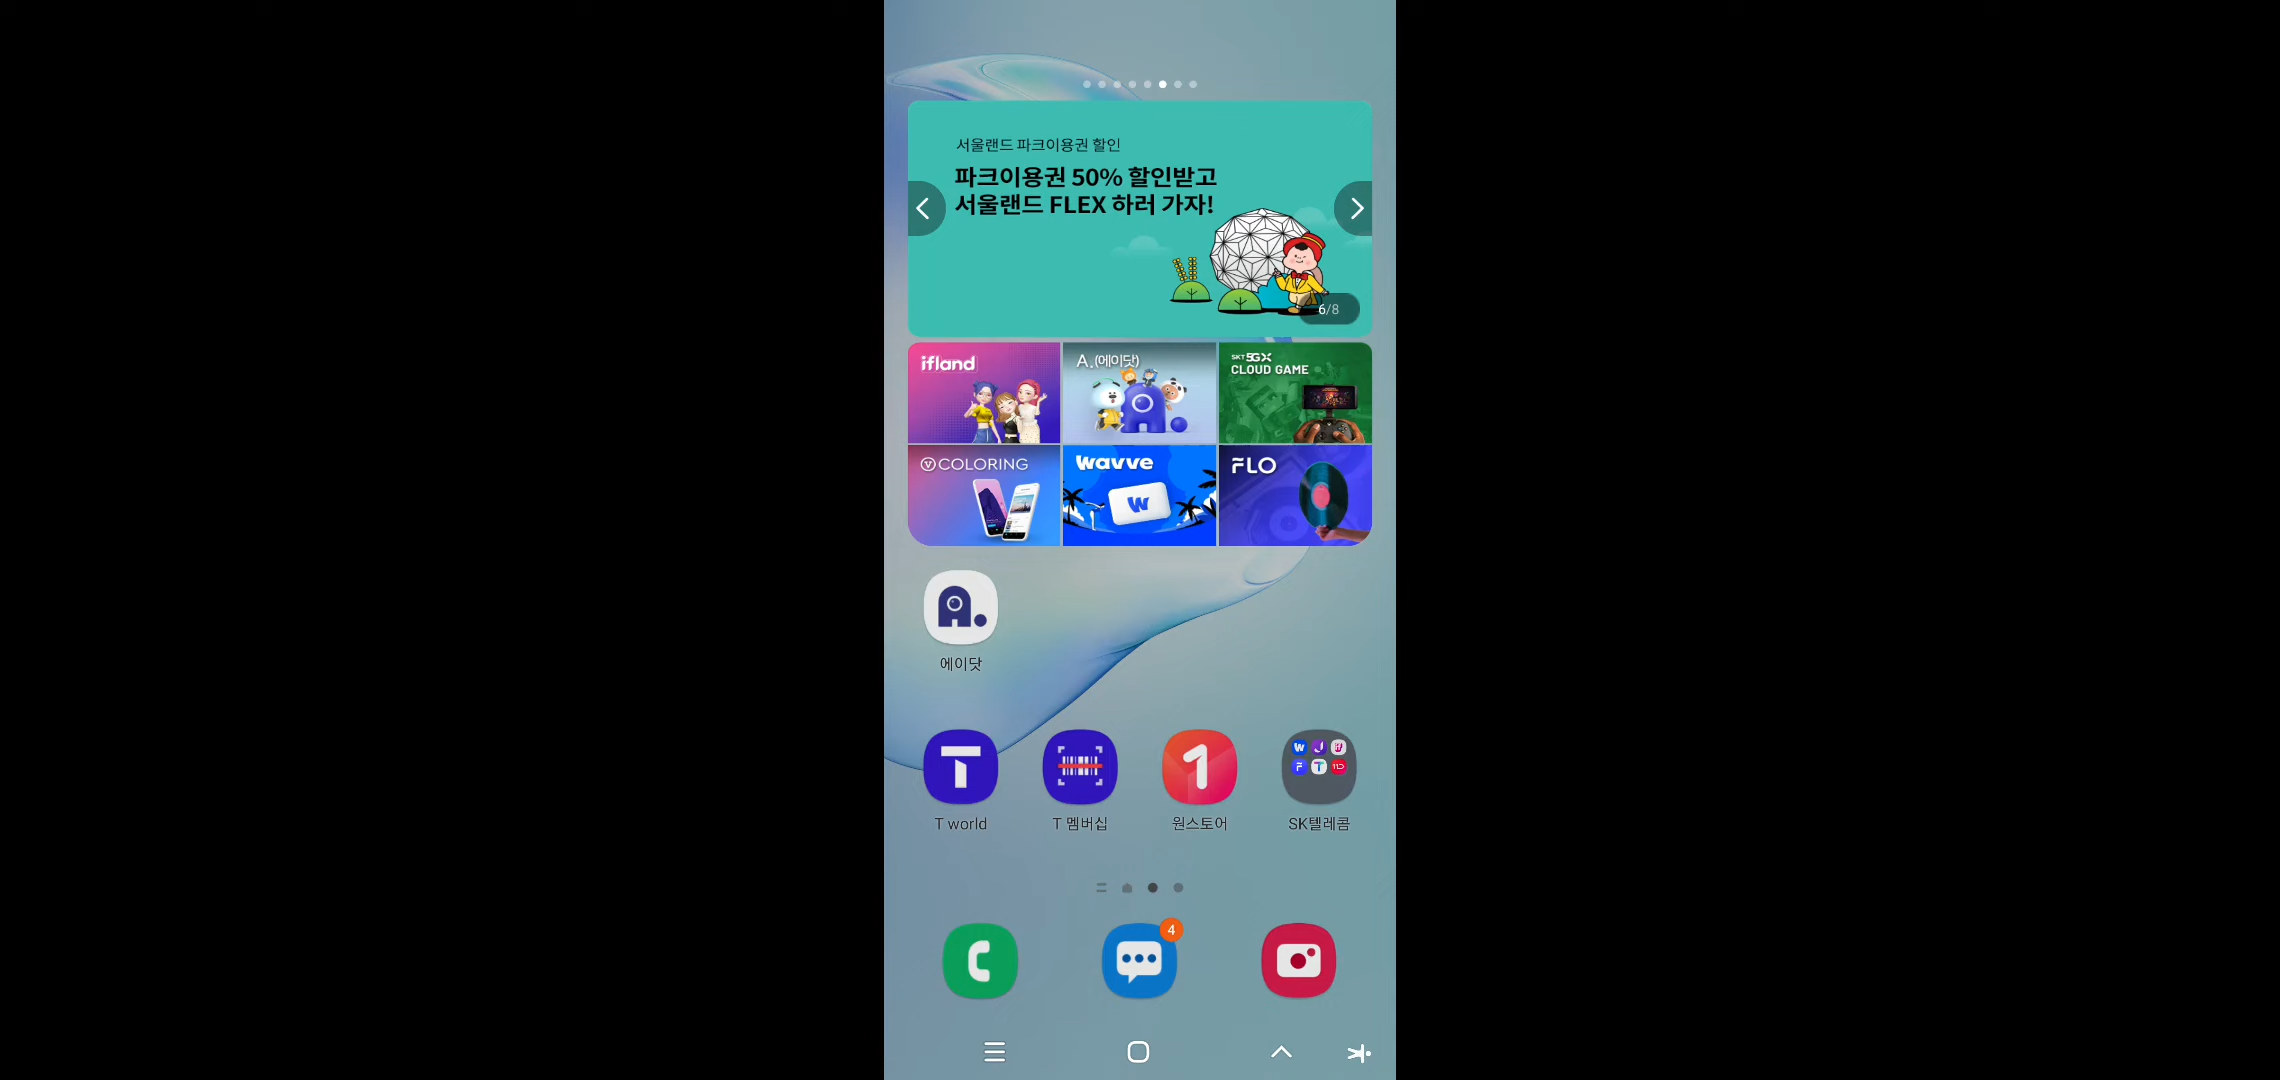 서울랜드 파크이용권 할인
파크이용권 50% 할인받고
서울랜드 FLEX 하러 가자!
6/8
ifland
A.(에이닷)
SKT 5GX
CLOUD GAME
V COLORING
wavve
W
FLO
A.
에이닷
T
1
W
if
F
T
11
T world
T 멤버십
원스토어
SK텔레콤
4